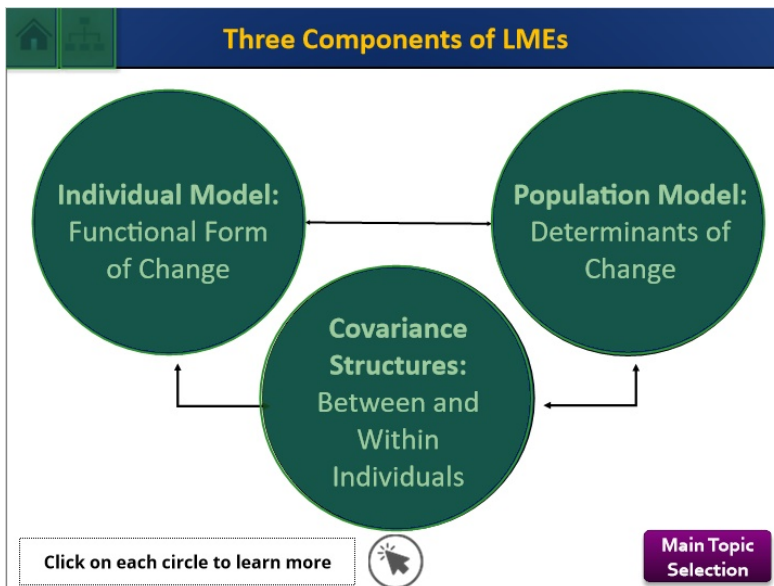 Three Components of LMEs
Individual Model:
Functional Form
of Change
Population Model:
Determinants of
Change
Covariance
Structures:
Between and
Within
Individuals
Click on each circle to learn more
Main Topic
Selection